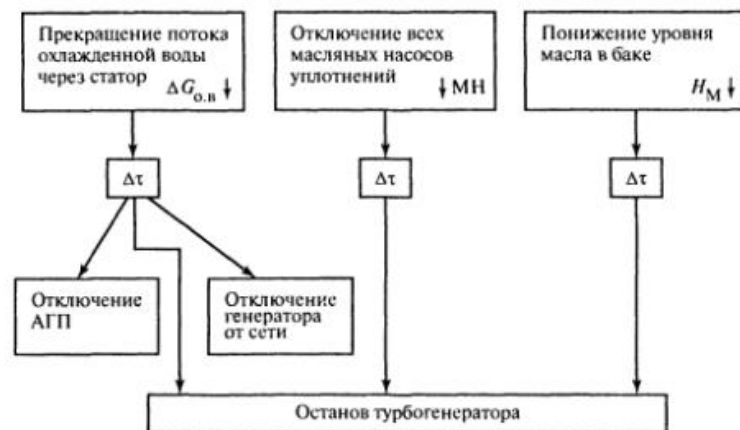 Прекращение потока
охлажденной воды
через статор
ΔG о.в ↓
Отключение всех
масляных насосов
уплотнений
↓ МН
Понижение уровня
масла в баке
H М ↓
Δτ
Δτ
Δτ
Отключение
АГП
Отключение
генератора
от сети
Останов турбогенератора